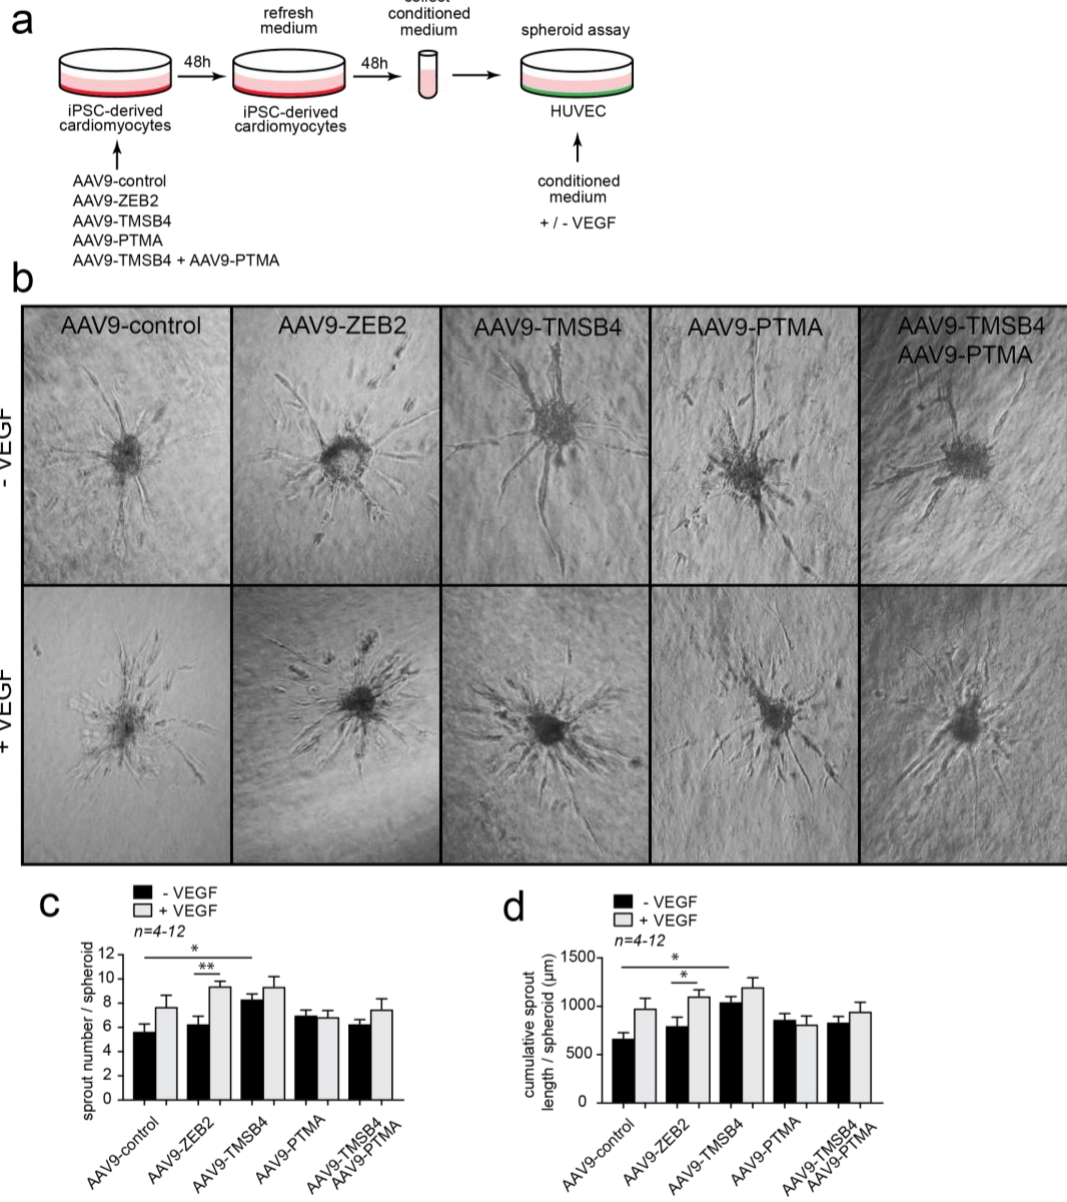 a
refresh
medium
conditioned
medium
spheroid assay
48h
48h
iPSC-derived
cardiomyocytes
iPSC-derived
cardiomyocytes
HUVEC
AAV9-control
AAV9-ZEB2
AAV9-TMSB4
AAV9-PTMA
AAV9-TMSB4 + AAV9-PTMA
conditioned
medium
+ / - VEGF
b
AAV9-control
AAV9-ZEB2
AAV9-TMSB4
AAV9-PTMA
AAV9-TMSB4
AAV9-PTMA
- VEGF
+ VEGF
c
- VEGF
+ VEGF
n=4-12
sprout number / spheroid
12
10
8
6
4
2
0
*
**
AAV9-control
AAV9-ZEB2
AAV9-TMSB4
AAV9-PTMA
AAV9-TMSB4
AAV9-PTMA
d
- VEGF
+ VEGF
n=4-12
cumulative sprout
length / spheroid (µm)
1500
1000
500
0
*
*
AAV9-control
AAV9-ZEB2
AAV9-TMSB4
AAV9-PTMA
AAV9-TMSB4
AAV9-PTMA